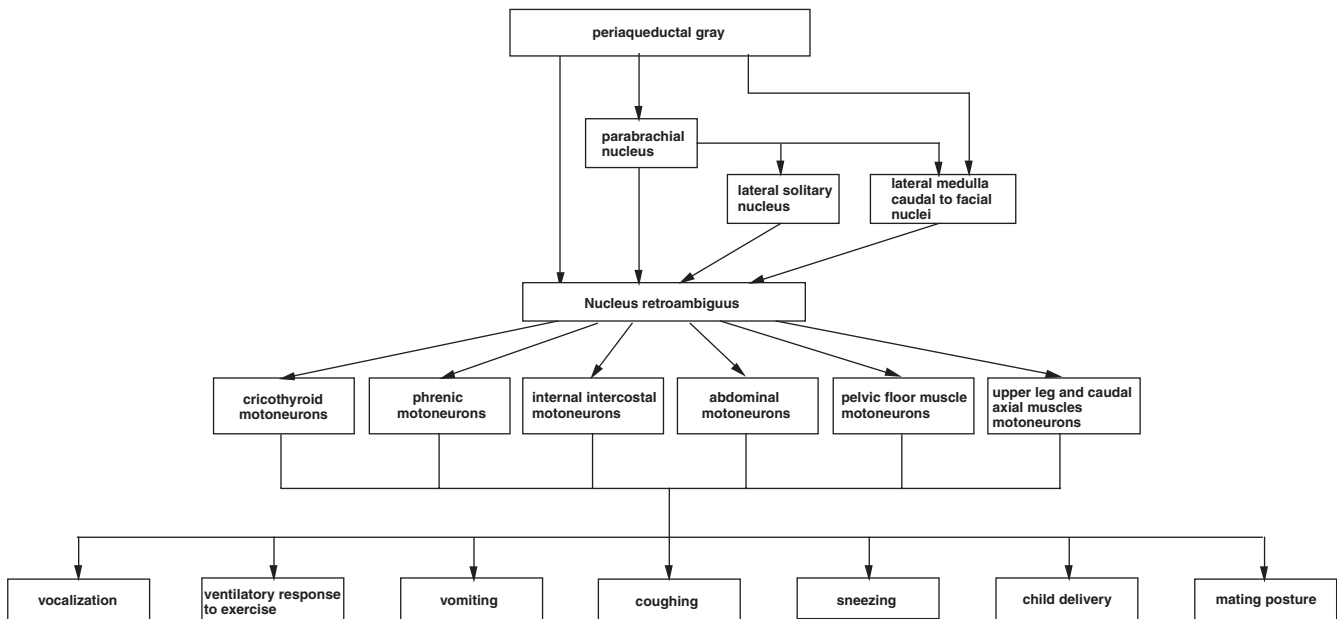 periaqueductal gray
parabrachial
nucleus
lateral solitary
nucleus
lateral medulla
caudal to facial
nuclei
Nucleus retroambiguus
cricothyroid
motoneurons
phrenic
motoneurons
internal intercostal
motoneurons
abdominal
motoneurons
pelvic floor muscle
motoneurons
upper leg and caudal
axial muscles
motoneurons
vocalization
ventilatory response
to exercise
vomiting
coughing
sneezing
child delivery
mating posture